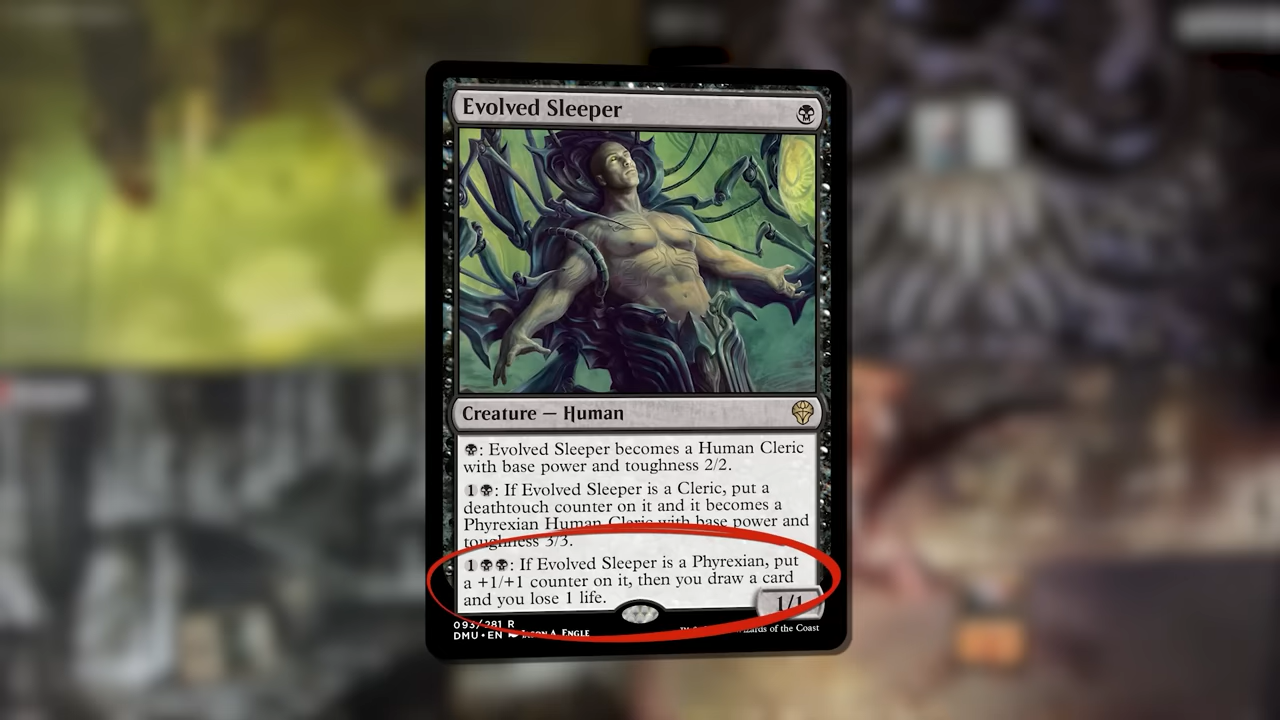 Evolved Sleeper
Creature — Human
: Evolved Sleeper becomes a Human Cleric
with base power and toughness 2/2.
1 : If Evolved Sleeper is a Cleric, put a
deathtouch counter on it and it becomes a
Phyrexian Human Cleric with base power and
toughness 3/3.
1 : If Evolved Sleeper is a Phyrexian, put
a +1/+1 counter on it, then you draw a card
and you lose 1 life.
1/1
093/281 R
DMU • EN Jason A. Engle
Wizards of the Coast